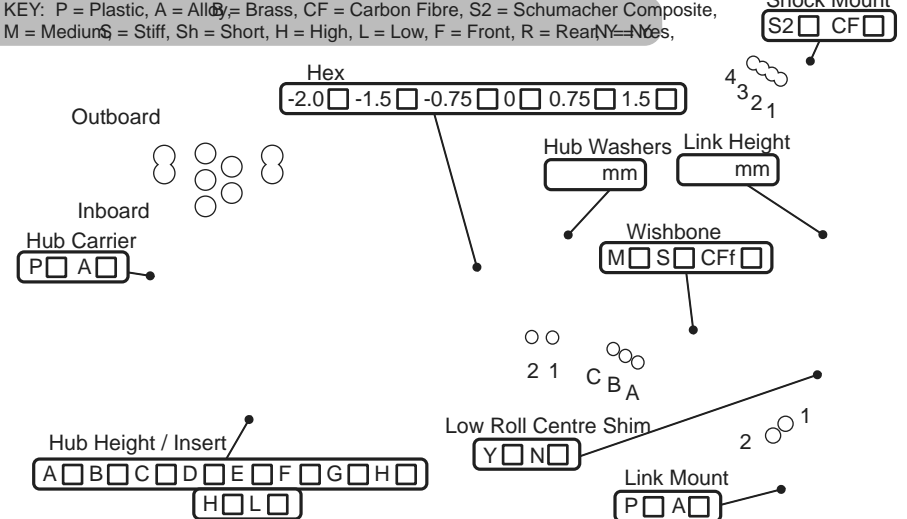 KEY: P = Plastic, A = Alloy, B = Brass, CF = Carbon Fibre, S2 = Schumacher Composite,
M = Medium, S = Stiff, Sh = Short, H = High, L = Low, F = Front, R = Rear, Y = Yes, N = No
Shock Mount
S2 CF
4
3
2
1
Hex
-2.0 -1.5 -0.75 0 0.75 1.5
Outboard
Hub Washers
mm
Link Height
mm
Inboard
Hub Carrier
P A
Wishbone
M S CFf
2 1
C B A
Low Roll Centre Shim
Y N
1
2
Hub Height / Insert
A B C D E F G H
H L
Link Mount
P A